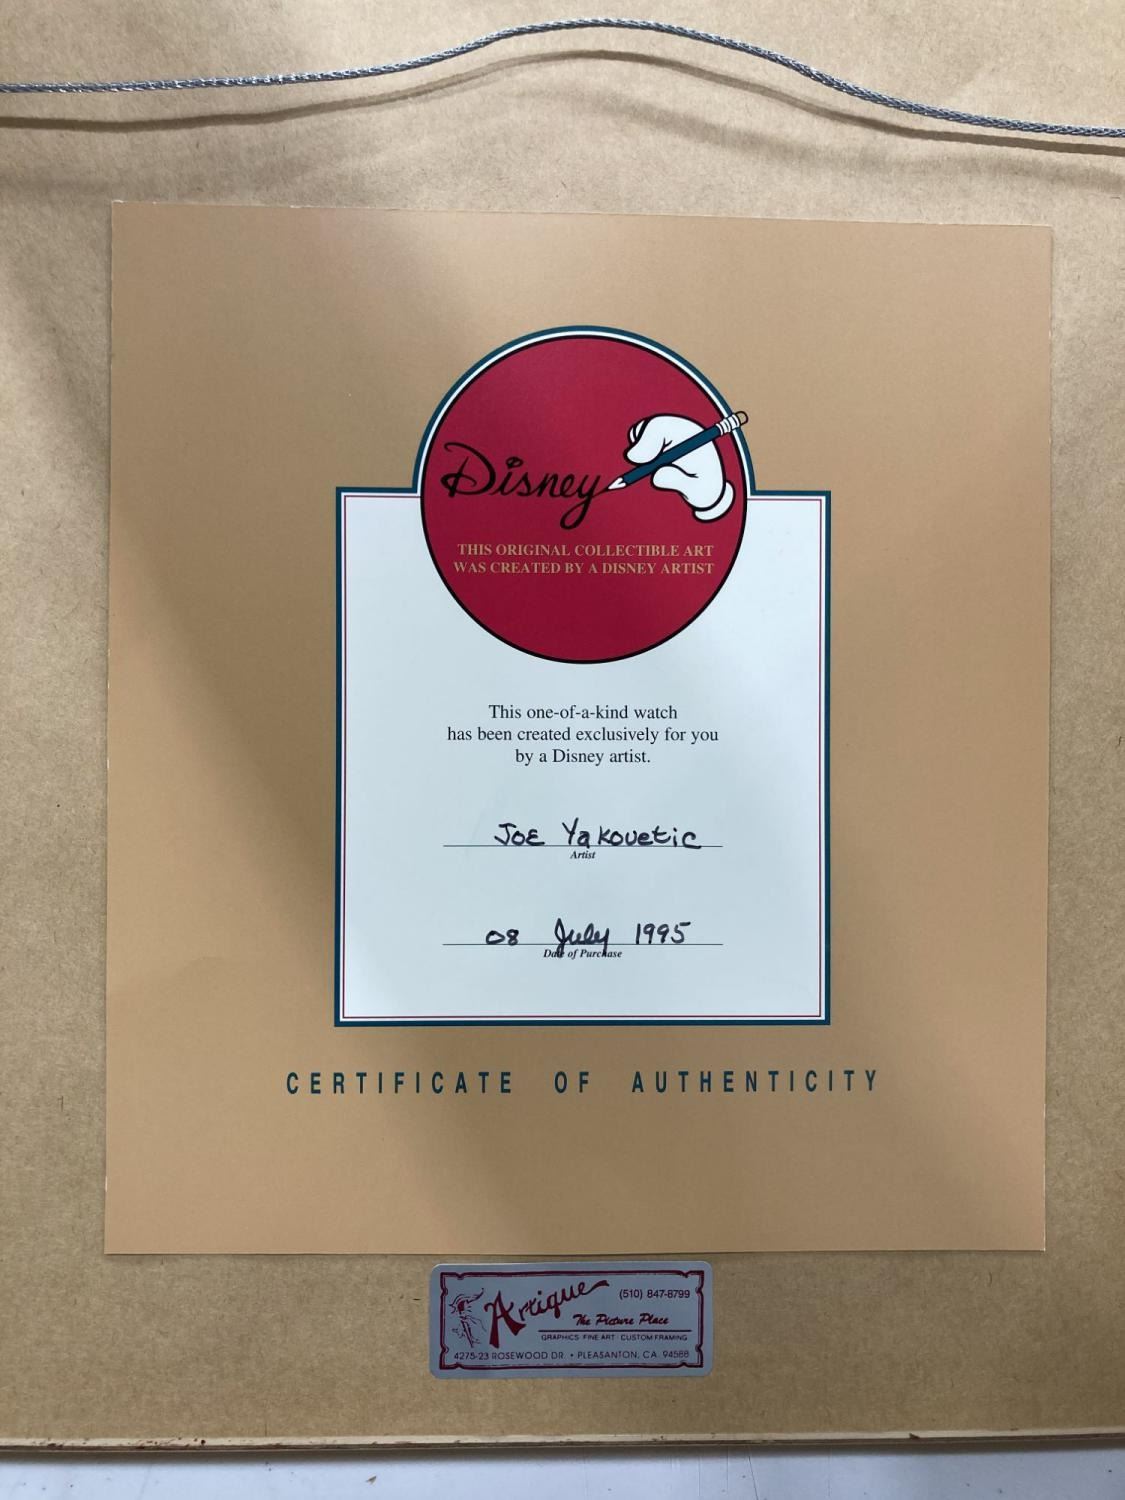 Disney
THIS ORIGINAL COLLECTIBLE ART
WAS CREATED BY A DISNEY ARTIST
This one-of-a-kind watch
has been created exclusively for you
by a Disney artist.
JOE Yakovetic
Artist
08 July 1995
Date of Purchase
CERTIFICATE OF AUTHENTICITY
Artique
(510) 847-8799
The Picture Place
GRAPHICS FINE ART CUSTOM FRAMING
4275-23 ROSEWOOD DR. • PLEASANTON, CA 94588